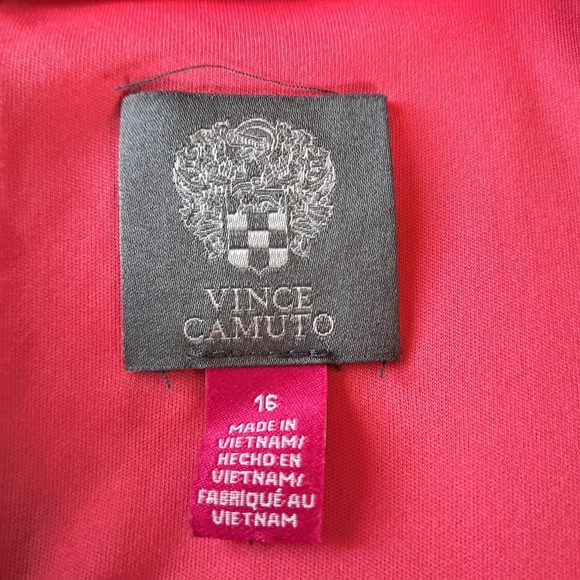 VINCE
CAMUTO
16
MADE IN
VIETNAM/
HECHO EN
VIETNAM/
FABRIQUÉ AU
VIETNAM